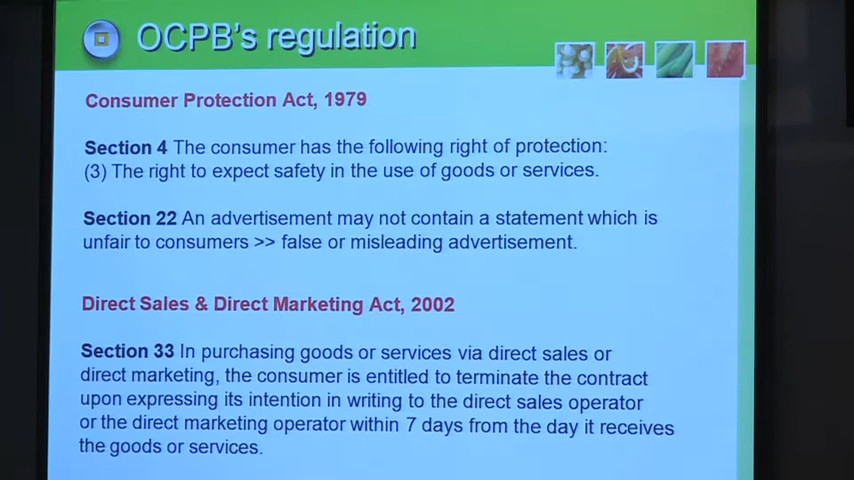 OCPB's regulation
Consumer Protection Act, 1979
Section 4 The consumer has the following right of protection:
(3) The right to expect safety in the use of goods or services.
Section 22 An advertisement may not contain a statement which is
unfair to consumers >> false or misleading advertisement.
Direct Sales & Direct Marketing Act, 2002
Section 33 In purchasing goods or services via direct sales or
direct marketing, the consumer is entitled to terminate the contract
upon expressing its intention in writing to the direct sales operator
or the direct marketing operator within 7 days from the day it receives
the goods or services.